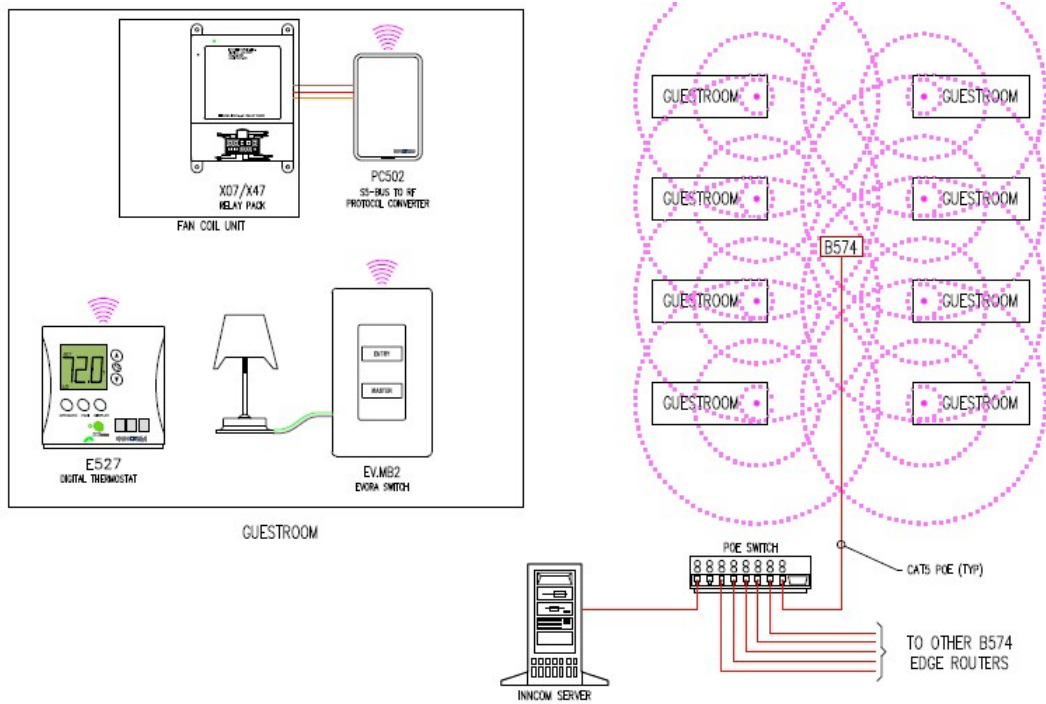 X07/X47
RELAY PACK
FAN COIL UNIT
PC502
S5-BUS TO RF
PROTOCOL CONVERTER
72.0
E527
DIGITAL THERMOSTAT
ENTRY
MASTER
EV.MB2
EVORA SWITCH
GUESTROOM
GUESTROOM
GUESTROOM
GUESTROOM
GUESTROOM
B574
GUESTROOM
GUESTROOM
GUESTROOM
GUESTROOM
POE SWITCH
CAT5 POE (TYP)
TO OTHER B574
EDGE ROUTERS
INNCOM SERVER